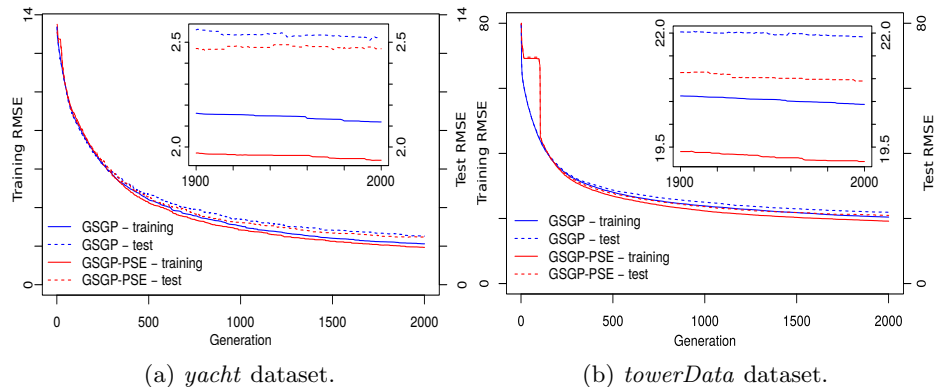 14
Training RMSE
0
2.5
2.0
2.5
2.0
1900
2000
GSGP – training
GSGP – test
GSGP-PSE – training
GSGP-PSE – test
0
500
1000
1500
2000
Generation
14
Test RMSE
0
(a) yacht dataset.
80
Training RMSE
0
22.0
19.5
22.0
19.5
1900
2000
GSGP – training
GSGP – test
GSGP-PSE – training
GSGP-PSE – test
0
500
1000
1500
2000
Generation
80
Test RMSE
0
(b) towerData dataset.